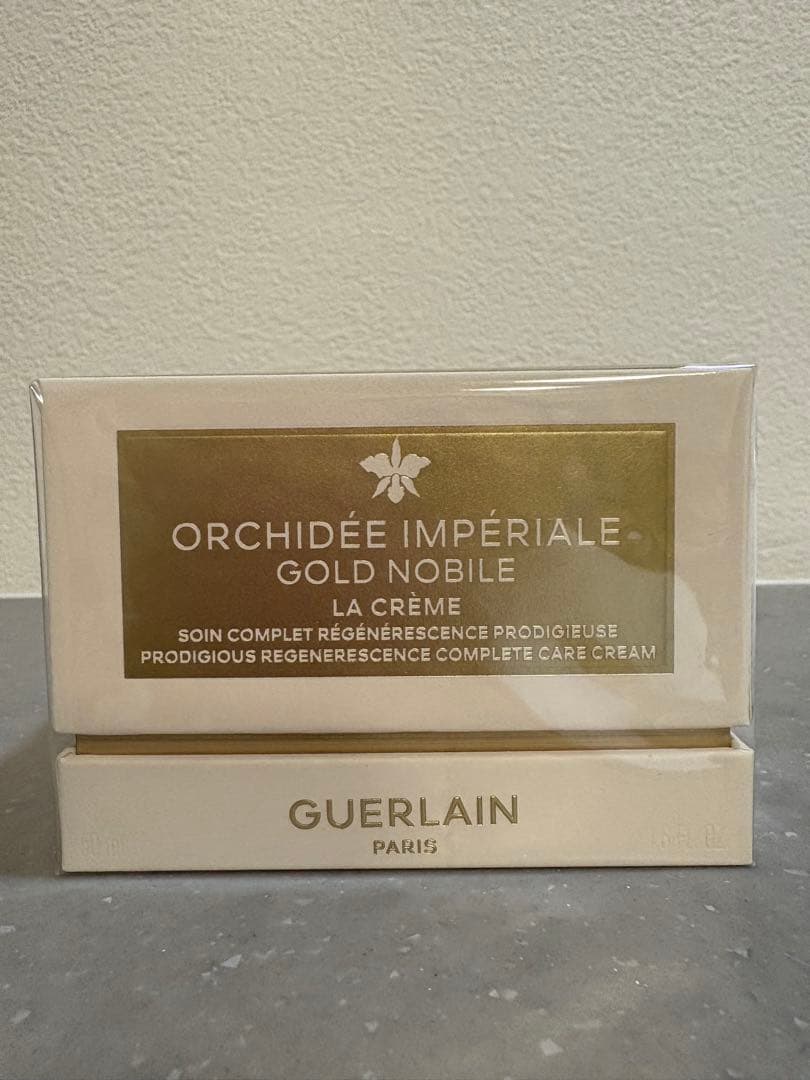 ORCHIDÉE IMPÉRIALE
GOLD NOBILE
LA CRÈME
SOIN COMPLET RÉGÉNÉRESCENCE PRODIGIEUSE
PRODIGIOUS REGENERESCENCE COMPLETE CARE CREAM
GUERLAIN
PARIS